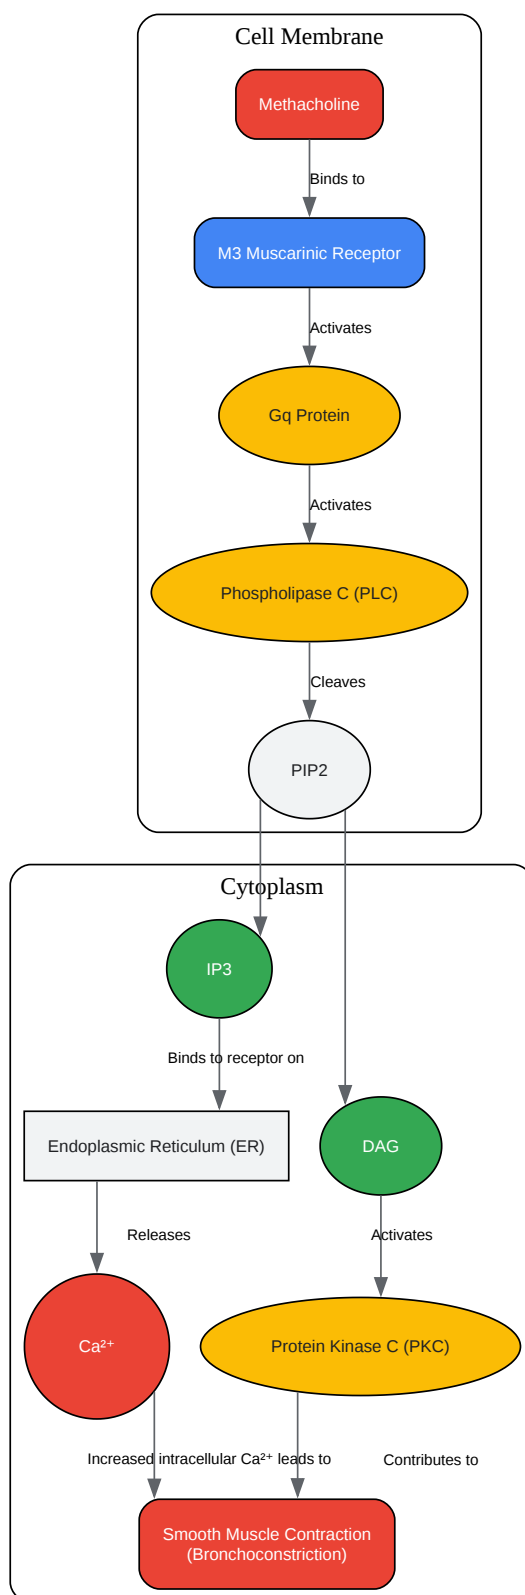 Cell Membrane
Methacholine
Binds to
M3 Muscarinic Receptor
Activates
Gq Protein
Activates
Phospholipase C (PLC)
Cleaves
PIP2
Cytoplasm
IP3
Binds to receptor on
Endoplasmic Reticulum (ER)
DAG
Releases
Activates
Ca²⁺
Protein Kinase C (PKC)
Increased intracellular Ca²⁺ leads to
Contributes to
Smooth Muscle Contraction
(Bronchoconstriction)